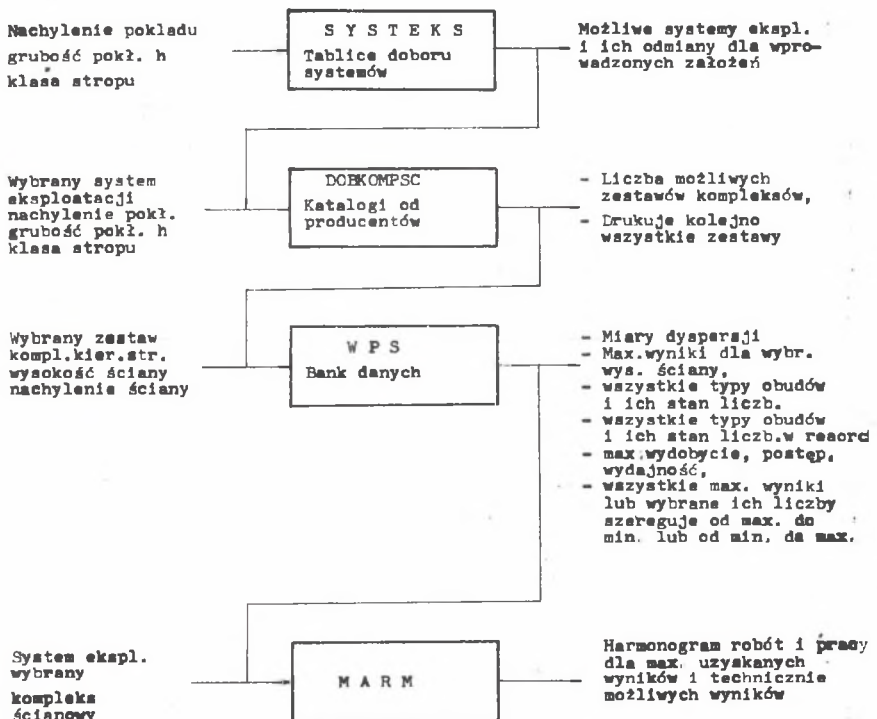 Nachylenie pokladu
grubość pokł. h
klasa stropu
S Y S T E K S
Tablice doboru
systemów
Możliwe systemy ekspl.
i ich odmiany dla wpro-
wadzonych założeń
Wybrany system
eksploatacji
nachylenie pokł.
grubość pokł. h
klasa stropu
DOBKOMPSC
Katalogi od
producentów
- Liczba możliwych
zestawów kompleksów,
- Drukuje kolejno
wszystkie zestawy
Wybrany zestaw
kompl.kier.str.
wysokość ściany
nachylenie ściany
W P S
Bank danych
- Miary dyspersji
- Max.wyniki dla wybr.
wys. ściany,
- wszystkie typy obudów
i ich stan liczb.
- wszystkie typy obudów
i ich stan liczb.w resord
- max.wydobycie, postęp,
wydajność,
- wszystkie max. wyniki
lub wybrane ich liczby
szereguje od max. do
min. lub od min. da max.
System ekspl.
wybrany
kompleks
ścianowy
M A R M
Harmonogram robót i pracy
dla max. uzyskanych
wyników i technicznie
możliwych wyników